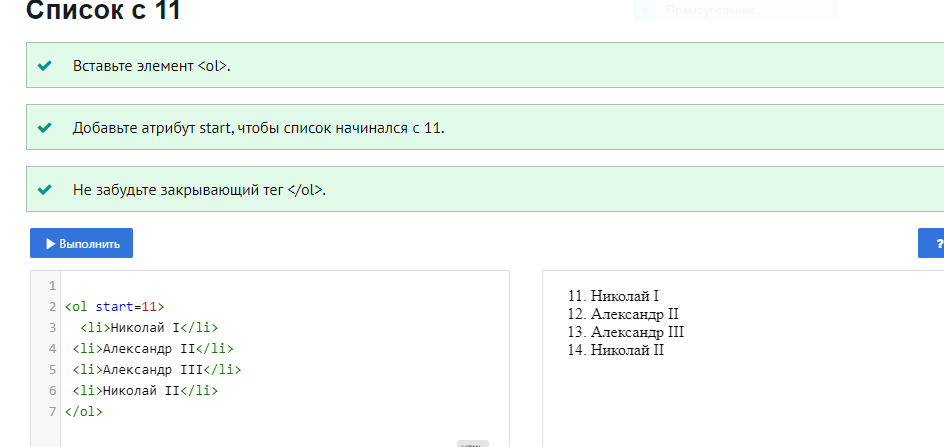 Список с 11
Прямоугольник
Вставьте элемент <ol>.
Добавьте атрибут start, чтобы список начинался с 11.
Не забудьте закрывающий тег </ol>.
Выполнить
?
1
2 <ol start=11>
3 <li>Николай I</li>
4 <li>Александр II</li>
5 <li>Александр III</li>
6 <li>Николай II</li>
7 </ol>
HTML
11. Николай I
12. Александр II
13. Александр III
14. Николай II